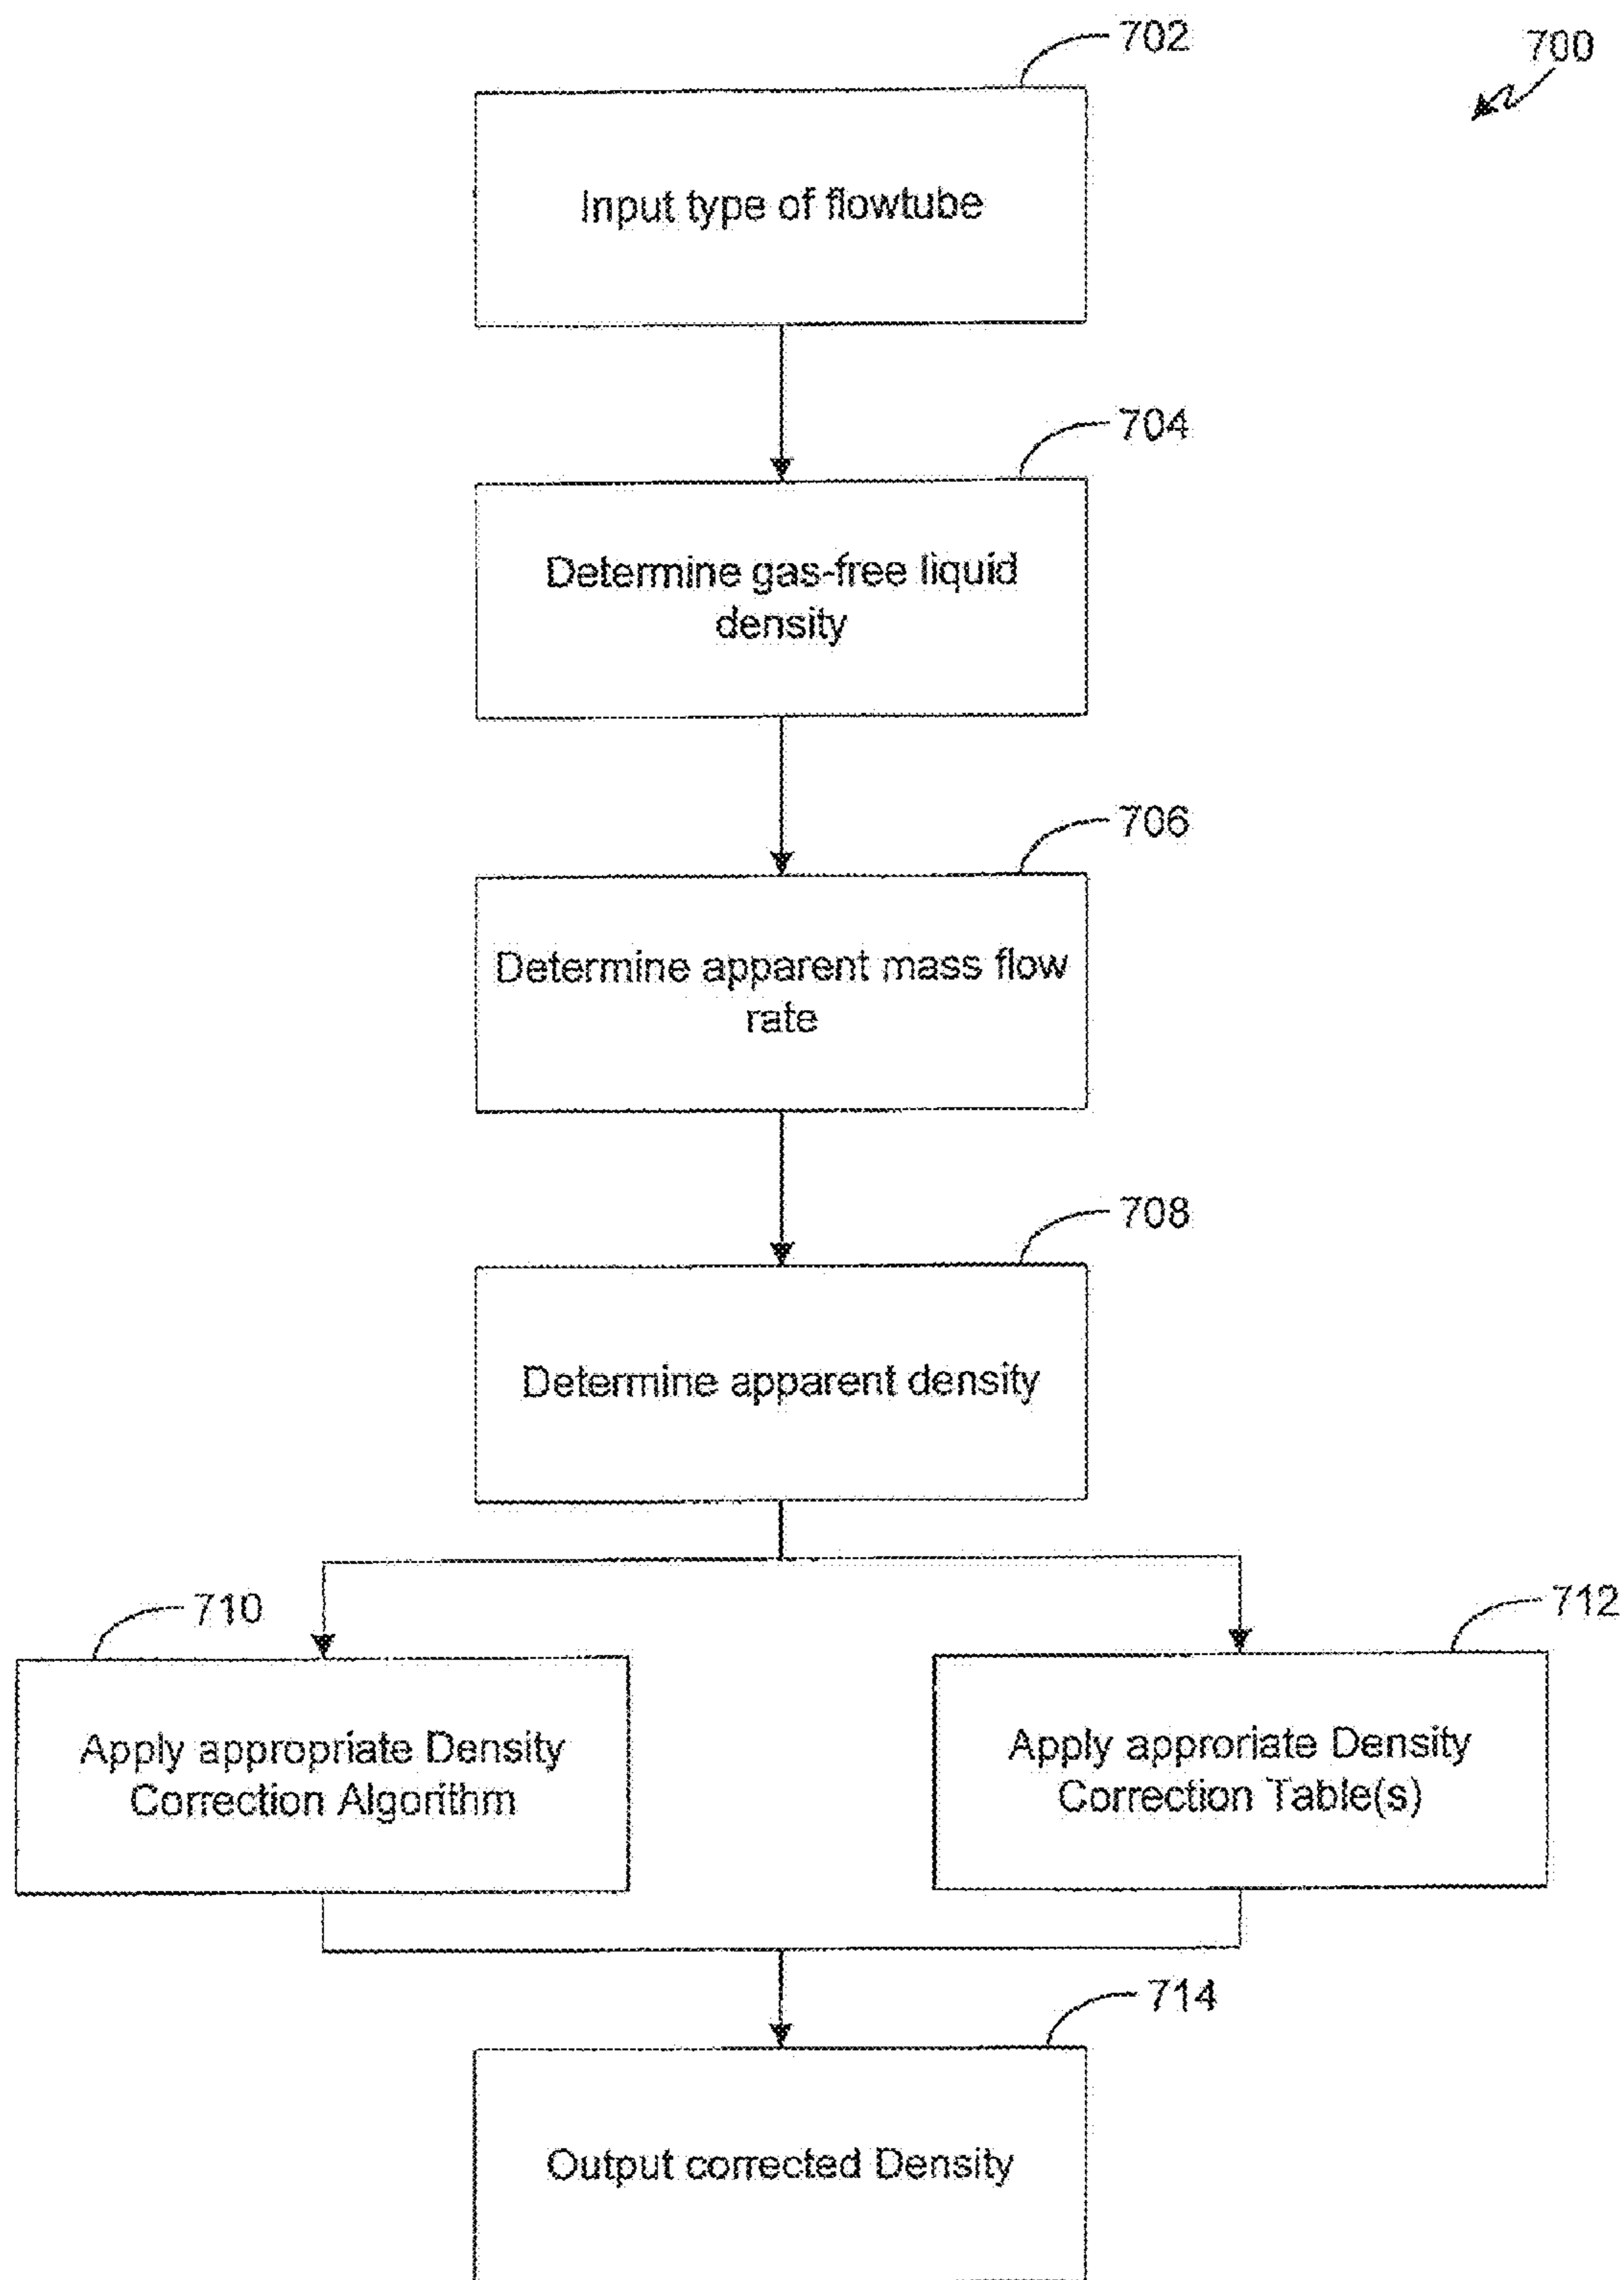 702
700
Input type of flowtube
704
Determine gas-free liquid
density
706
Determine apparent mass flow
rate
708
Determine apparent density
710
712
Apply appropriate Density
Correction Algorithm
Apply approriate Density
Correction Table(s)
714
Output corrected Density